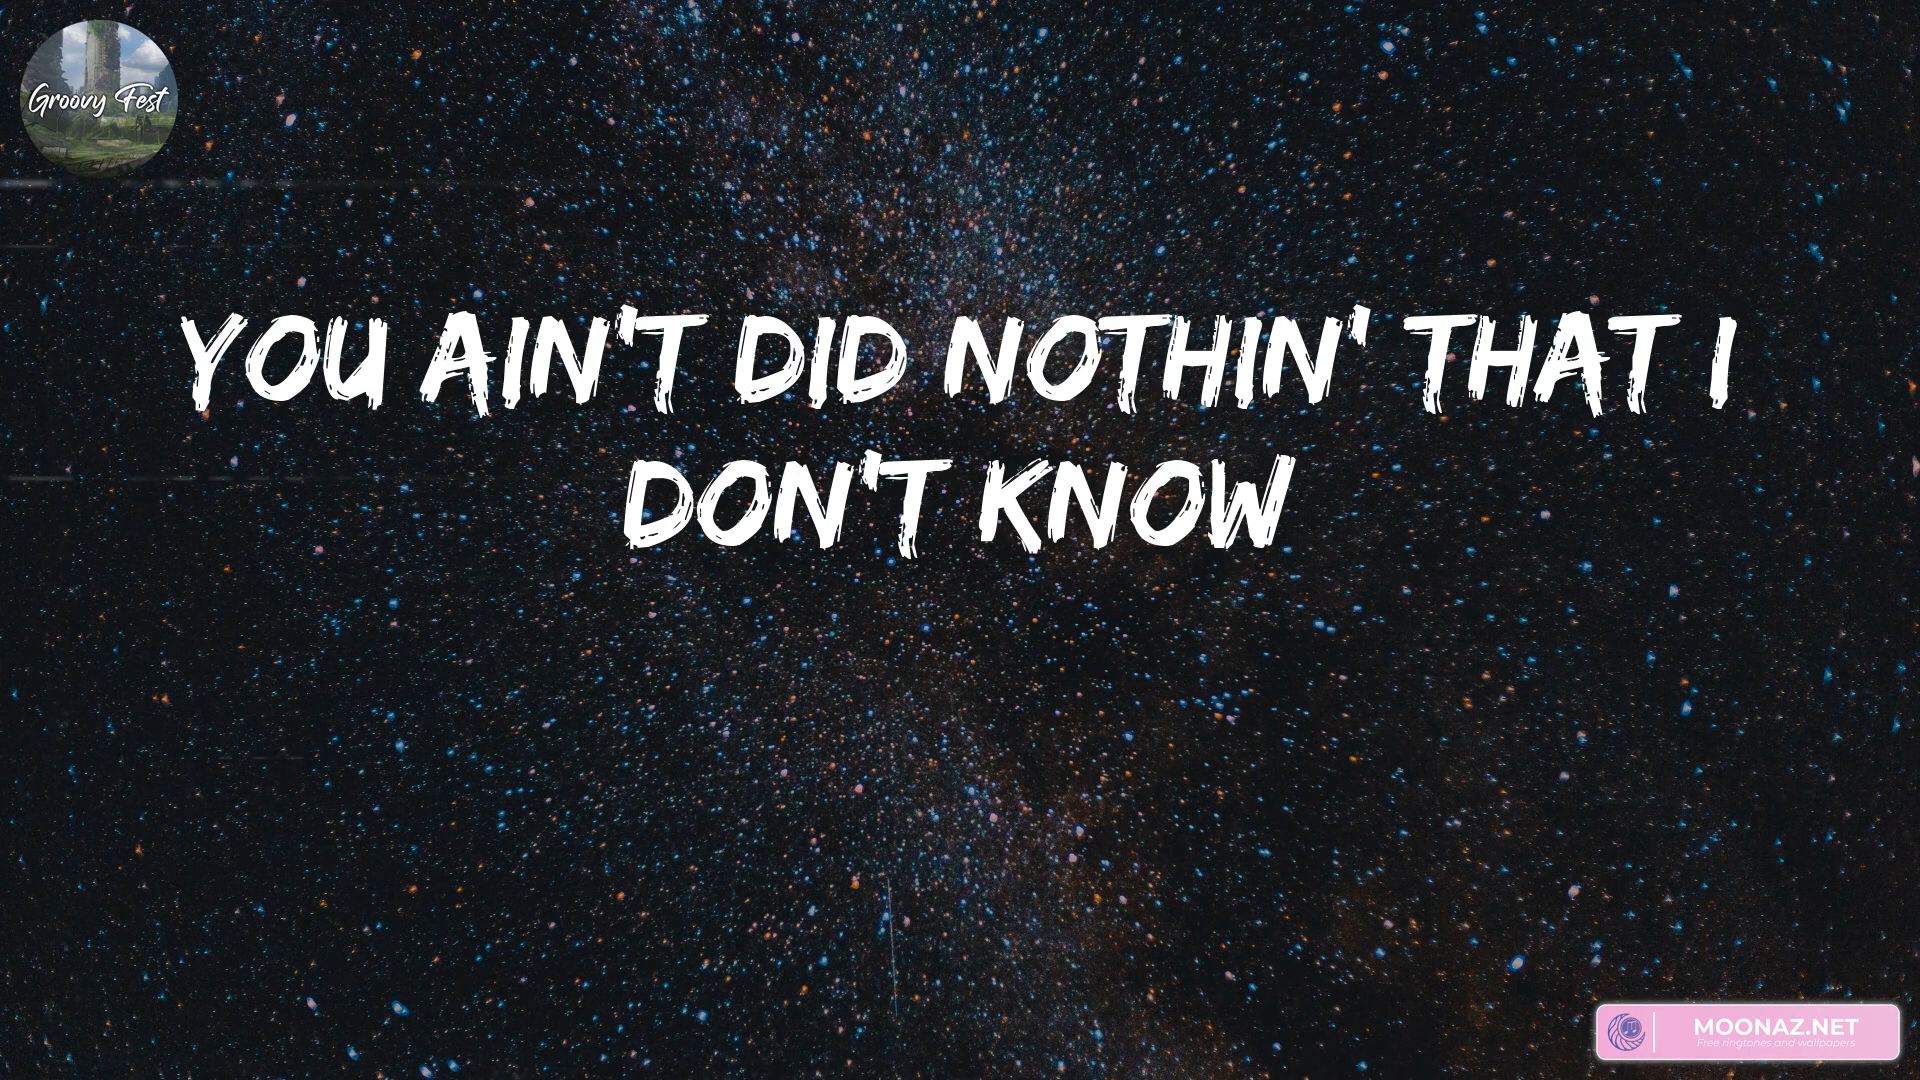 Groovy Fest
YOU AIN'T DID NOTHIN' THAT I
DON'T KNOW
MOONAZ.NET
Free ringtones and wallpapers